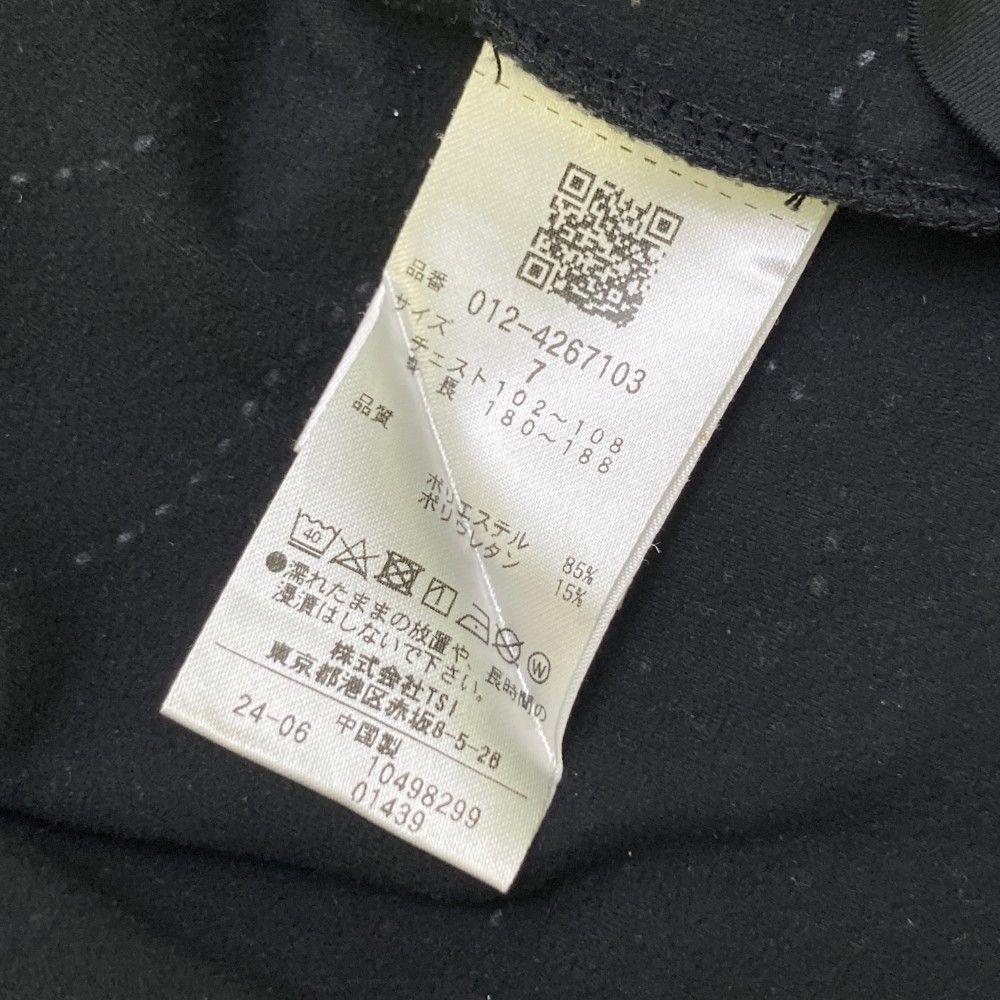 品番 012-4267103
サイズ 7
チェスト 102~108
身長 180~188
品質
ポリエステル 85%
ポリウレタン 15%
40
W
濡れたままの放置や、長時間の
浸漬はしないで下さい。
株式会社TSI
東京都港区赤坂8-5-26
24-06 中国製
10498299
01439